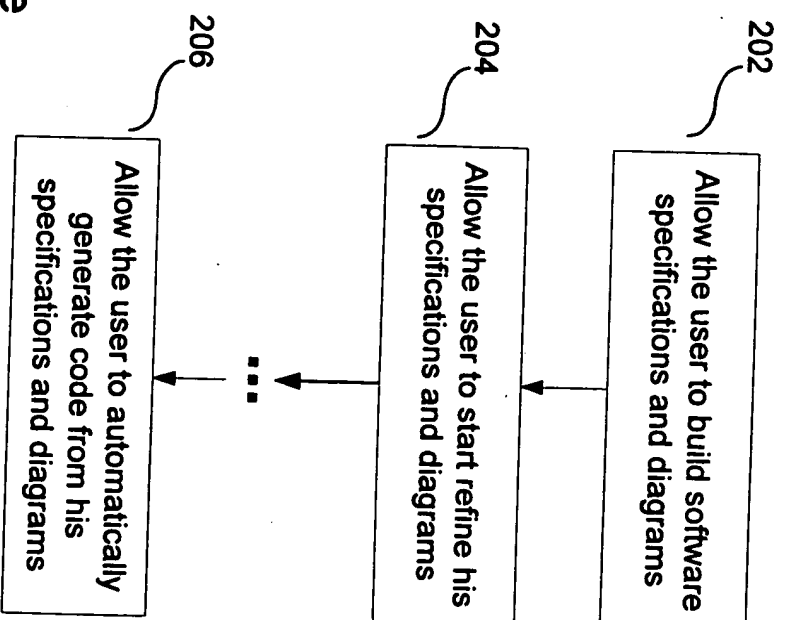 202
Allow the user to build software
specifications and diagrams
204
Allow the user to start refine his
specifications and diagrams
...
206
Allow the user to automatically
generate code from his
specifications and diagrams